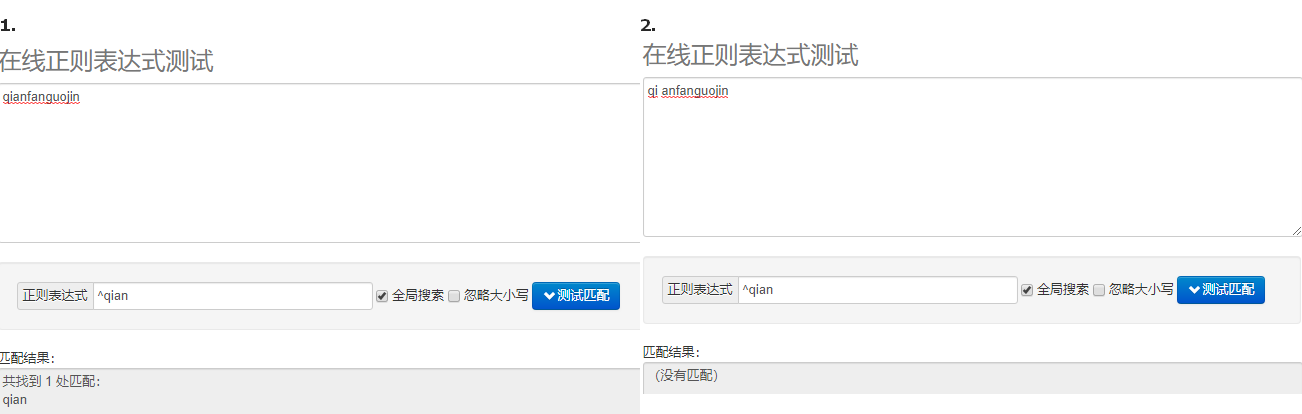 1.
在线正则表达式测试
qianfanguojin
正则表达式 ^qian 全局搜索 忽略大小写 测试匹配
匹配结果：
共找到 1 处匹配：
qian
2.
在线正则表达式测试
qi anfanguojin
正则表达式 ^qian 全局搜索 忽略大小写 测试匹配
匹配结果：
（没有匹配）